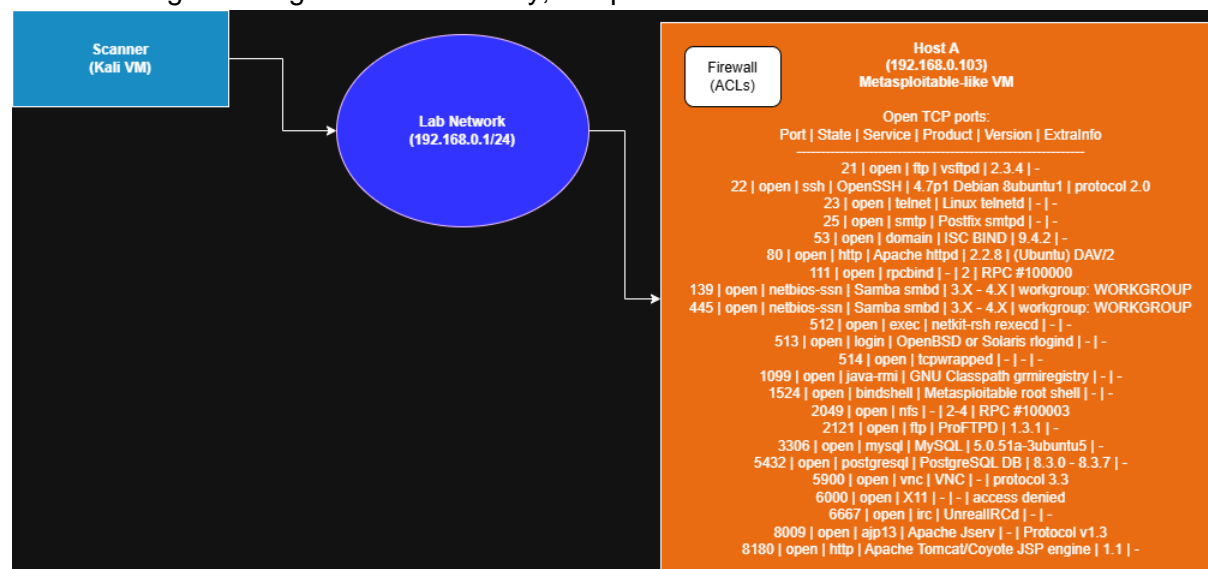 Scanner
(Kali VM)
Lab Network
(192.168.0.1/24)
Firewall
(ACLs)
Host A
(192.168.0.103)
Metasploitable-like VM
Open TCP ports:
Port | State | Service | Product | Version | ExtraInfo
21 | open | ftp | vsftpd | 2.3.4 | -
22 | open | ssh | OpenSSH | 4.7p1 Debian 8ubuntu1 | protocol 2.0
23 | open | telnet | Linux telnetd | - | -
25 | open | smtp | Postfix smtpd | - | -
53 | open | domain | ISC BIND | 9.4.2 | -
80 | open | http | Apache httpd | 2.2.8 | (Ubuntu) DAV/2
111 | open | rpcbind | - | 2 | RPC #100000
139 | open | netbios-ssn | Samba smbd | 3.X - 4.X | workgroup: WORKGROUP
445 | open | netbios-ssn | Samba smbd | 3.X - 4.X | workgroup: WORKGROUP
512 | open | exec | netkit-rsh rexecd | - | -
513 | open | login | OpenBSD or Solaris rlogind | - | -
514 | open | tcpwrapped | - | - | -
1099 | open | java-rmi | GNU Classpath grmiregistry | - | -
1524 | open | bindshell | Metasploitable root shell | - | -
2049 | open | nfs | - | 2-4 | RPC #100003
2121 | open | ftp | ProFTPD | 1.3.1 | -
3306 | open | mysql | MySQL | 5.0.51a-3ubuntu5 | -
5432 | open | postgresql | PostgreSQL DB | 8.3.0 - 8.3.7 | -
5900 | open | vnc | VNC | - | protocol 3.3
6000 | open | X11 | - | - | access denied
6667 | open | irc | UnrealIRCd | - | -
8009 | open | ajp13 | Apache Jserv | - | Protocol v1.3
8180 | open | http | Apache Tomcat/Coyote JSP engine | 1.1 | -